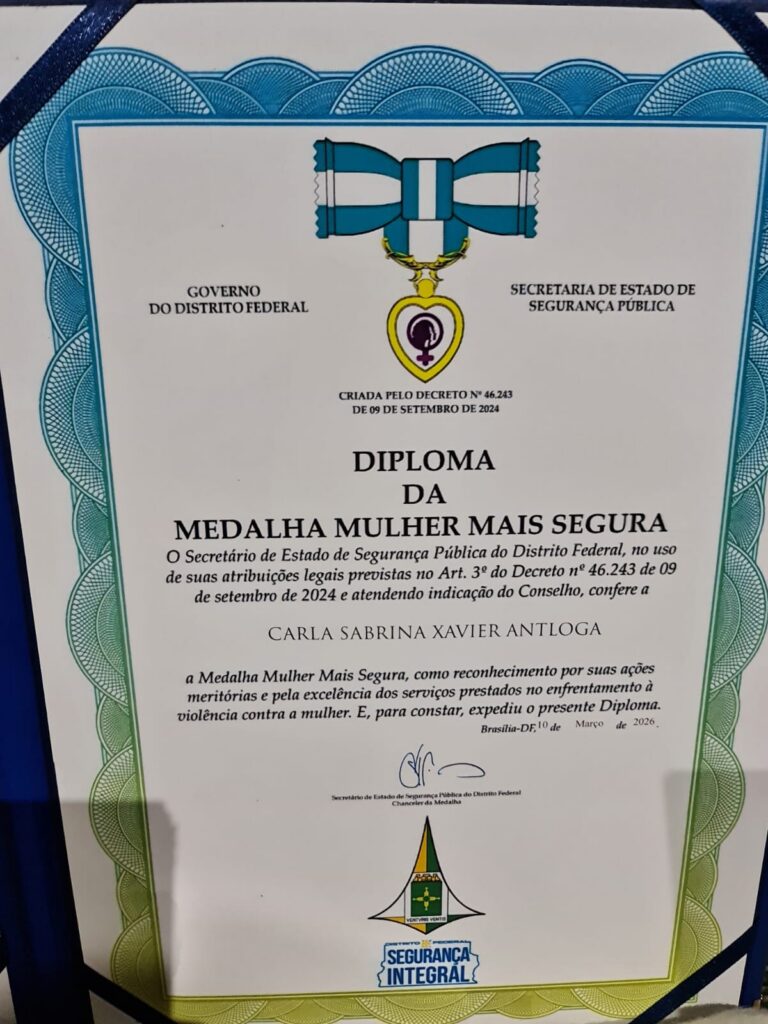 GOVERNO
DO DISTRITO FEDERAL
SECRETARIA DE ESTADO DE
SEGURANÇA PÚBLICA
CRIADA PELO DECRETO Nº 46.243
DE 09 DE SETEMBRO DE 2024
DIPLOMA
DA
MEDALHA MULHER MAIS SEGURA
O Secretário de Estado de Segurança Pública do Distrito Federal, no uso
de suas atribuições legais previstas no Art. 3º do Decreto nº 46.243 de 09
de setembro de 2024 e atendendo indicação do Conselho, confere a
CARLA SABRINA XAVIER ANTLOGA
a Medalha Mulher Mais Segura, como reconhecimento por suas ações
meritórias e pela excelência dos serviços prestados no enfrentamento à
violência contra a mulher. E, para constar, expediu o presente Diploma.
Brasília-DF, 10 de Março de 2026.
Secretário de Estado de Segurança Pública do Distrito Federal
Chanceler da Medalha
VENTVRIS VENTIS
DISTRITO FEDERAL
SEGURANÇA
INTEGRAL